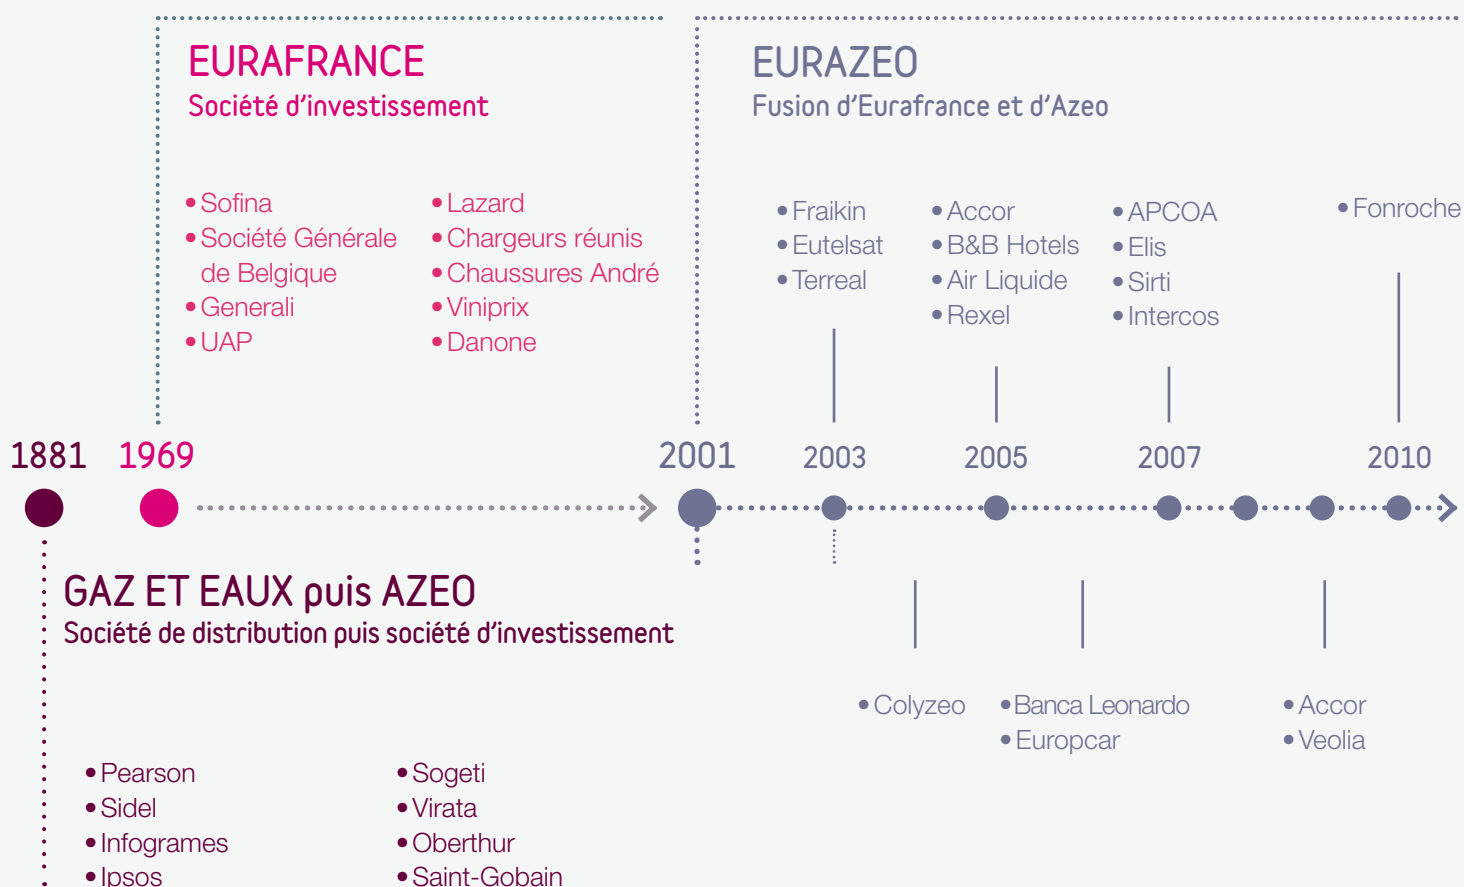 EURAFRANCE
Société d'investissement
• Sofina
• Société Générale
de Belgique
• Generali
• UAP
• Lazard
• Chargeurs réunis
• Chaussures André
• Viniprix
• Danone
EURAZEO
Fusion d'Eurafrance et d'Azeo
• Fraikin
• Eutelsat
• Terreal
• Accor
• B&B Hotels
• Air Liquide
• Rexel
• APCOA
• Elis
• Sirti
• Intercos
• Fonroche
1881 1969 2001 2003 2005 2007 2010
GAZ ET EAUX puis AZEO
Société de distribution puis société d'investissement
• Colyzeo
• Banca Leonardo
• Europcar
• Accor
• Veolia
• Pearson
• Sidel
• Infogrames
• Ipsos
• Sogeti
• Virata
• Oberthur
• Saint-Gobain